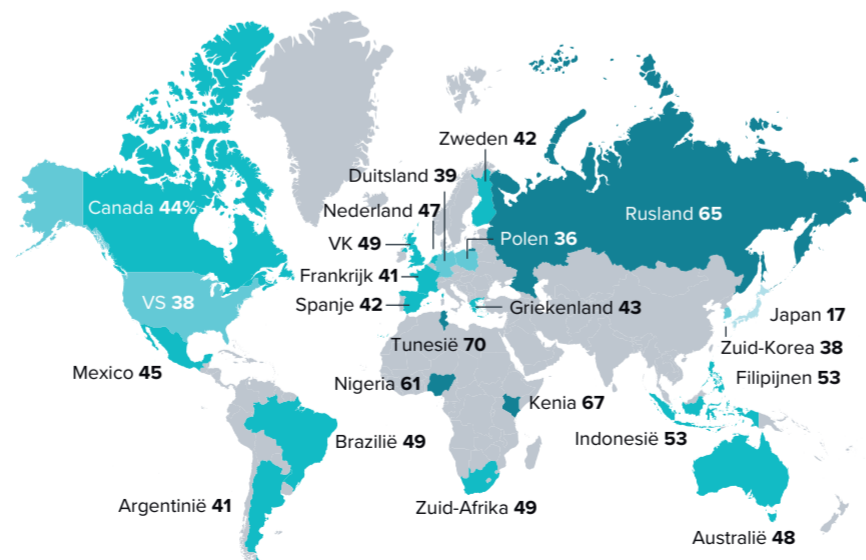 Zweden 42
Duitsland 39
Canada 44%
Nederland 47
Rusland 65
VK 49
Polen 36
Frankrijk 41
VS 38
Spanje 42
Griekenland 43
Japan 17
Tunesië 70
Zuid-Korea 38
Mexico 45
Filipijnen 53
Nigeria 61
Kenia 67
Brazilië 49
Indonesië 53
Argentinië 41
Zuid-Afrika 49
Australië 48